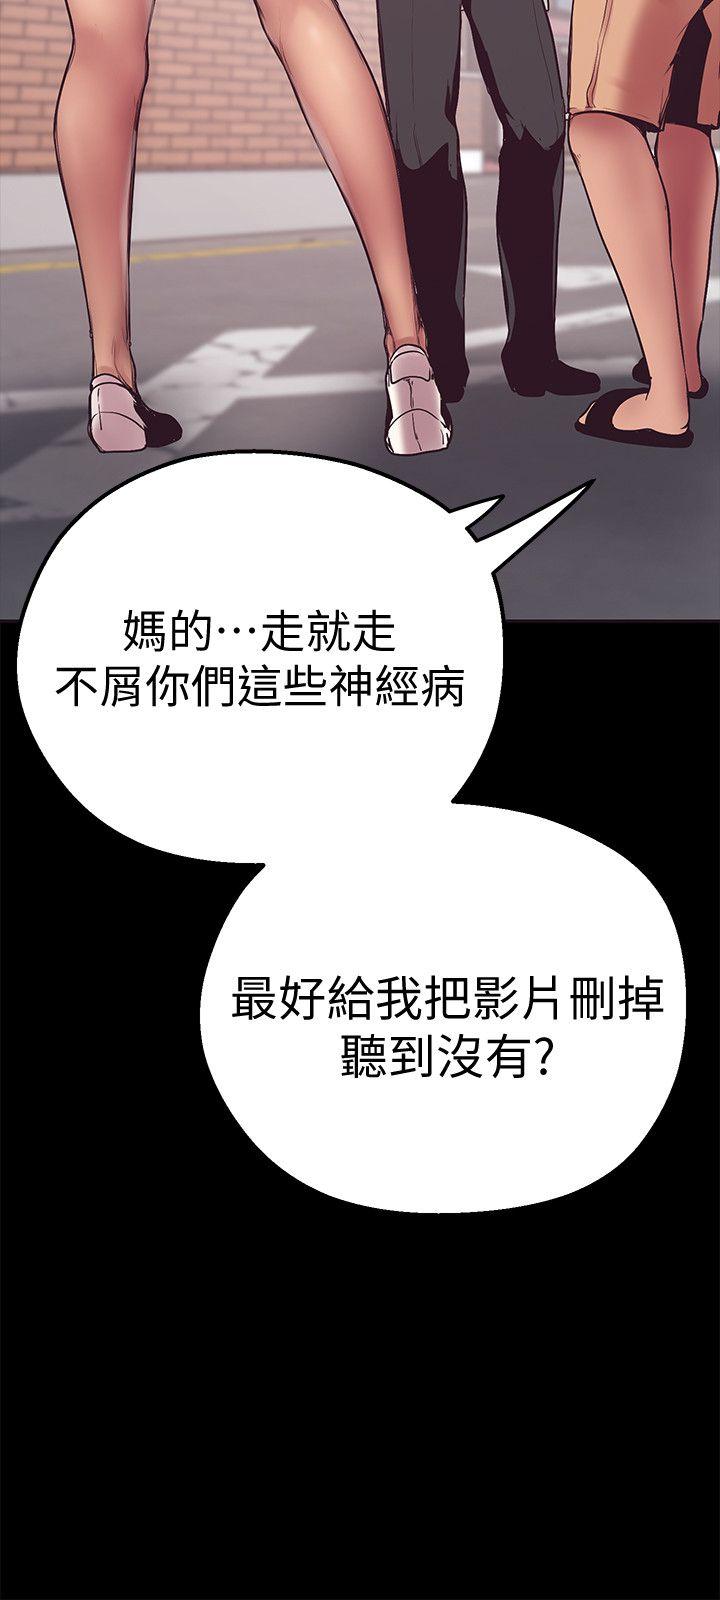 媽的…走就走
不屑你們這些神經病
最好給我把影片刪掉
聽到沒有?